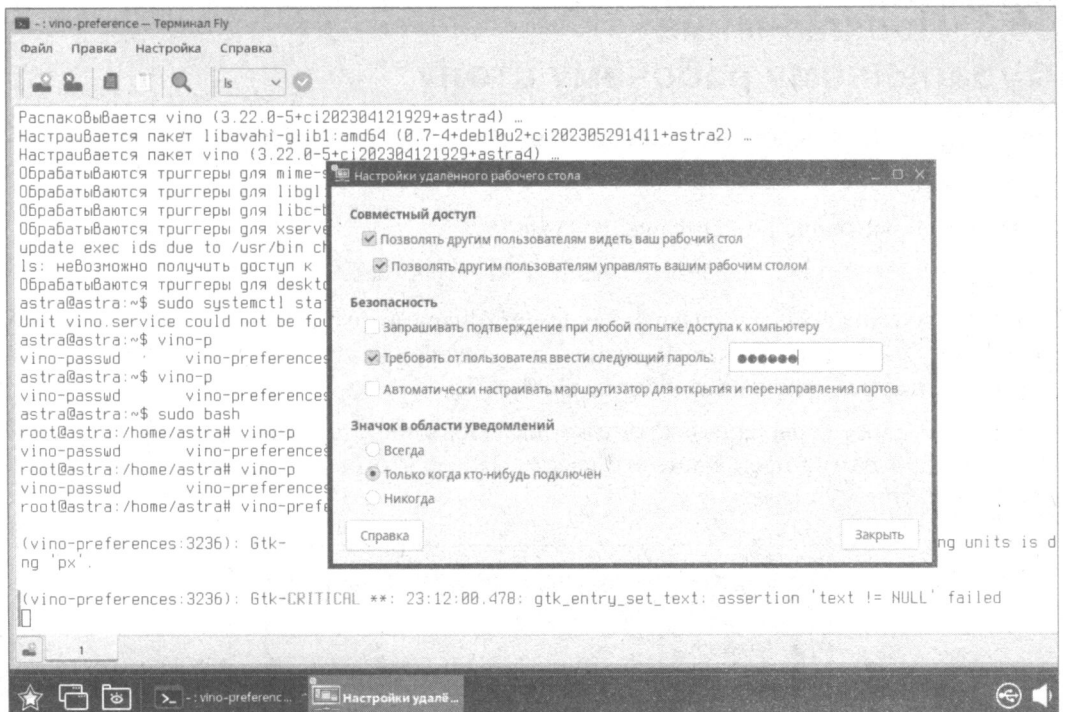 - : vino-preference — Терминал Fly
Файл Правка Настройка Справка
ls
Распаковывается vino (3.22.0-5+ci202304121929+astra4) …
Настраивается пакет libavahi-glib1:amd64 (0.7-4+deb10u2+ci202305291411+astra2) …
Настраивается пакет vino (3.22.0-5+ci202304121929+astra4) …
Обрабатываются триггеры для mime-s
Обрабатываются триггеры для libgl
Обрабатываются триггеры для libc-b
Обрабатываются триггеры для xserve
update exec ids due to /usr/bin ch
ls: невозможно получить доступ к
Обрабатываются триггеры для deskto
astra@astra:~$ sudo systemctl sta
Unit vino.service could not be fou
astra@astra:~$ vino-p
vino-passwd vino-preferences
astra@astra:~$ vino-p
vino-passwd vino-preferences
astra@astra:~$ sudo bash
root@astra:/home/astra# vino-p
vino-passwd vino-preferences
root@astra:/home/astra# vino-p
vino-passwd vino-preferences
root@astra:/home/astra# vino-prefe
(vino-preferences:3236): Gtk- ng units is d
ng 'px'.
(vino-preferences:3236): Gtk-CRITICAL **: 23:12:00.478: gtk_entry_set_text: assertion 'text != NULL' failed
Настройки удалённого рабочего стола
Совместный доступ
Позволять другим пользователям видеть ваш рабочий стол
Позволять другим пользователям управлять вашим рабочим столом
Безопасность
Запрашивать подтверждение при любой попытке доступа к компьютеру
Требовать от пользователя ввести следующий пароль: ●●●●●●
Автоматически настраивать маршрутизатор для открытия и перенаправления портов
Значок в области уведомлений
Всегда
Только когда кто-нибудь подключён
Никогда
Справка
Закрыть
1
- : vino-preferenc...
Настройки удалё...